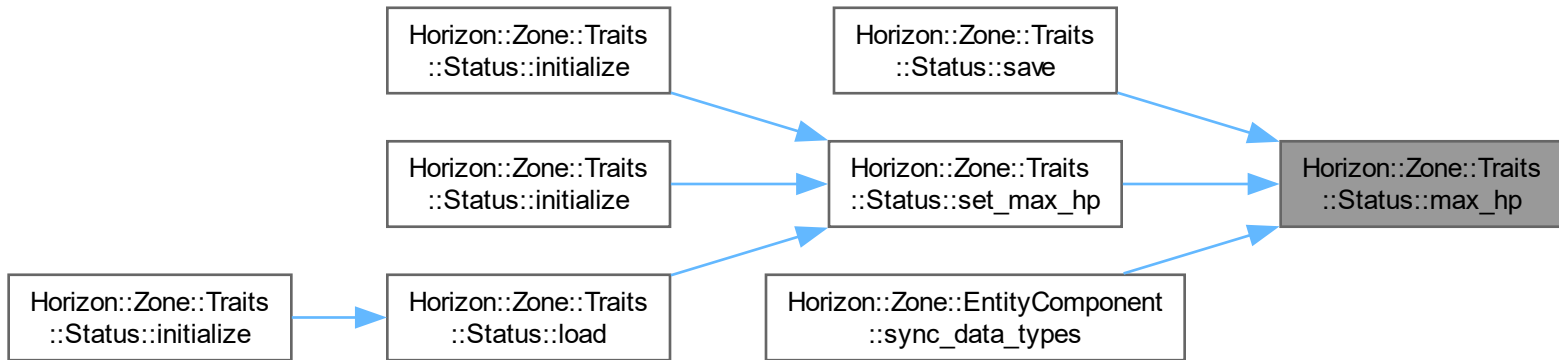 Horizon::Zone::Traits
::Status::initialize
Horizon::Zone::Traits
::Status::save
Horizon::Zone::Traits
::Status::initialize
Horizon::Zone::Traits
::Status::set_max_hp
Horizon::Zone::Traits
::Status::max_hp
Horizon::Zone::Traits
::Status::initialize
Horizon::Zone::Traits
::Status::load
Horizon::Zone::EntityComponent
::sync_data_types